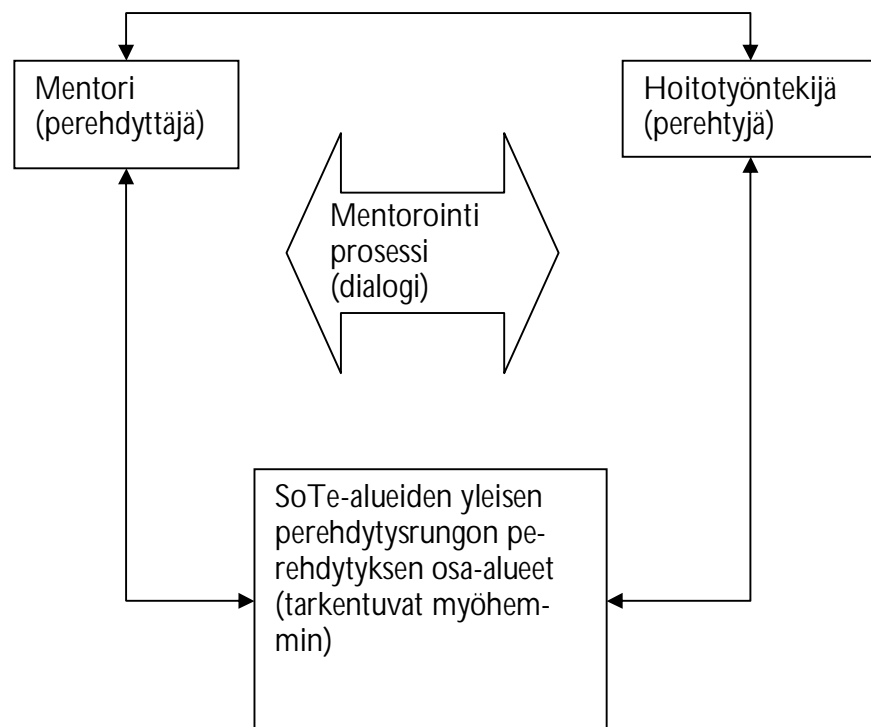 Mentori
(perehdyttäjä)
Hoitotyöntekijä
(perehtyjä)
Mentorointi
prosessi
(dialogi)
SoTe-alueiden yleisen
perehdytysrungon pe-
rehdytyksen osa-alueet
(tarkentuvat myöhem-
min)